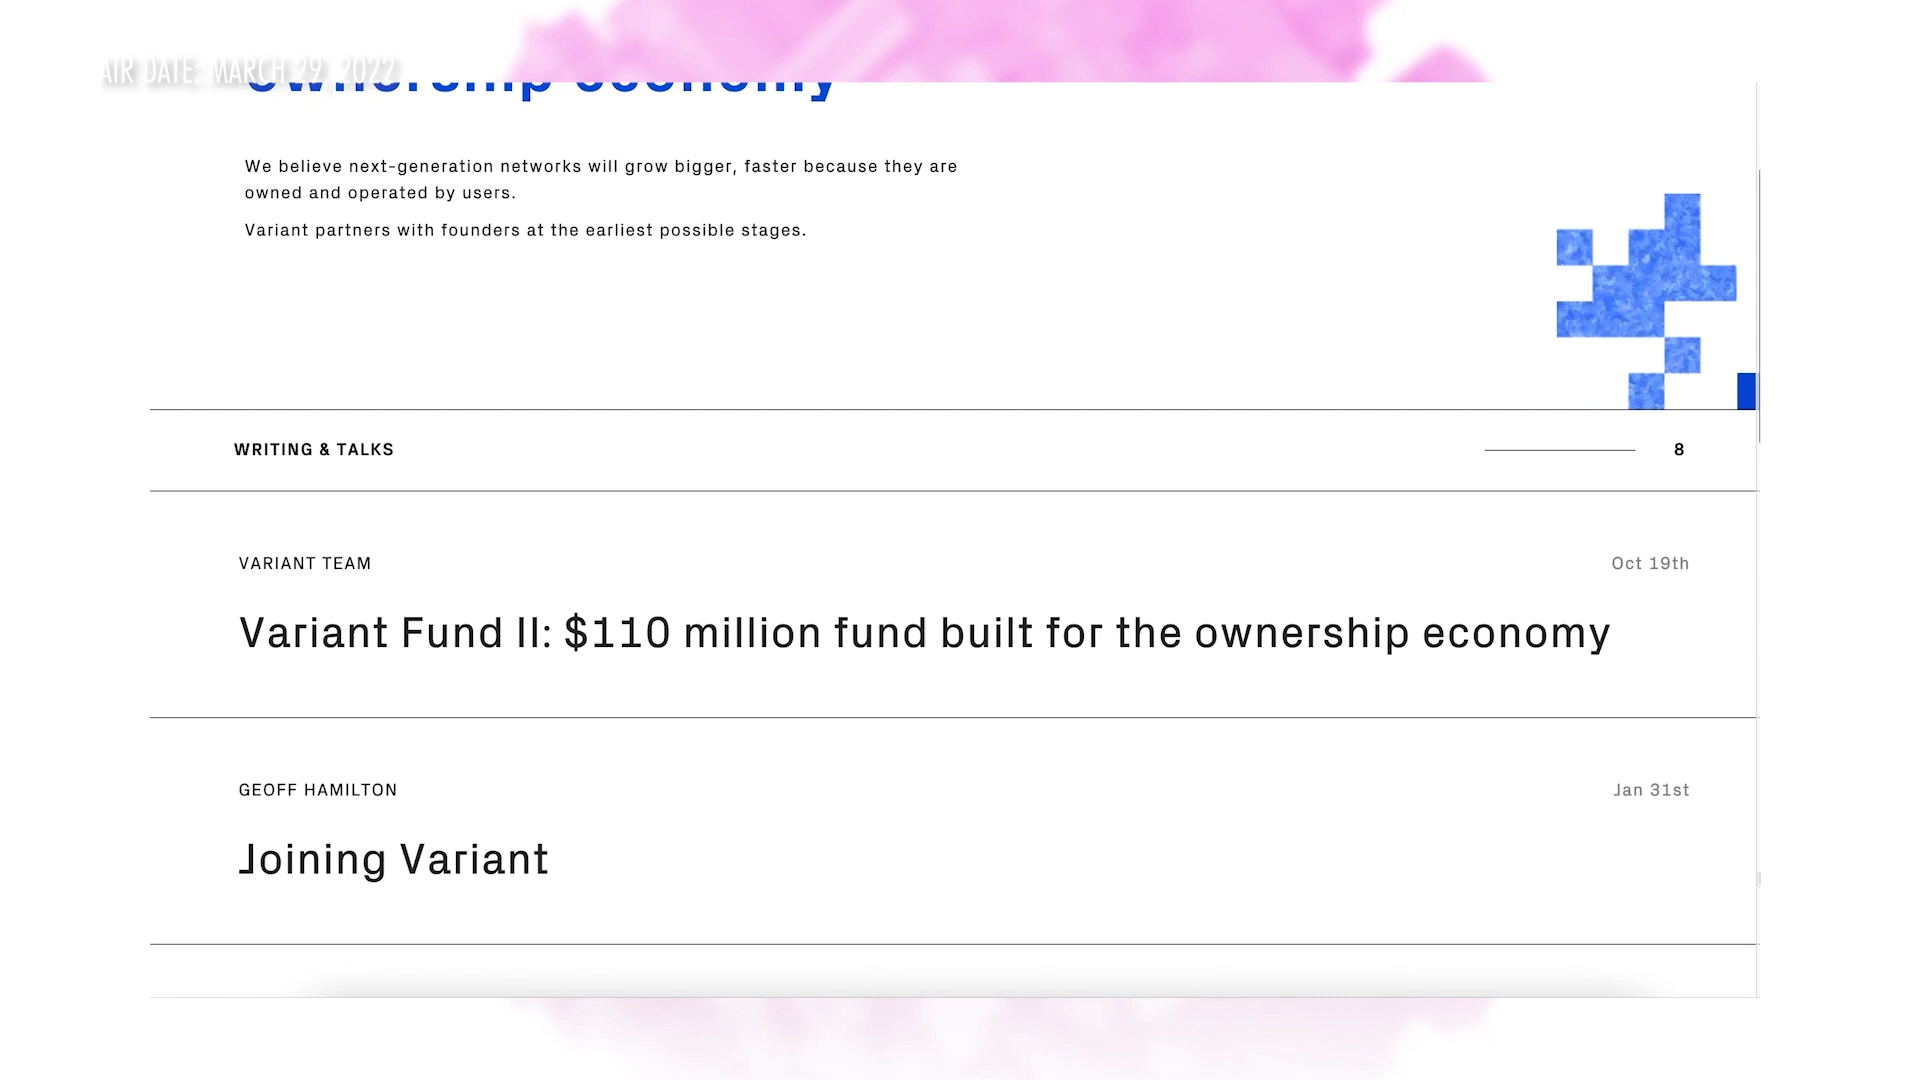 AIR DATE: MARCH 29, 2022
ownership economy
We believe next-generation networks will grow bigger, faster because they are
owned and operated by users.
Variant partners with founders at the earliest possible stages.
WRITING & TALKS
8
VARIANT TEAM
Oct 19th
Variant Fund II: $110 million fund built for the ownership economy
GEOFF HAMILTON
Jan 31st
Joining Variant